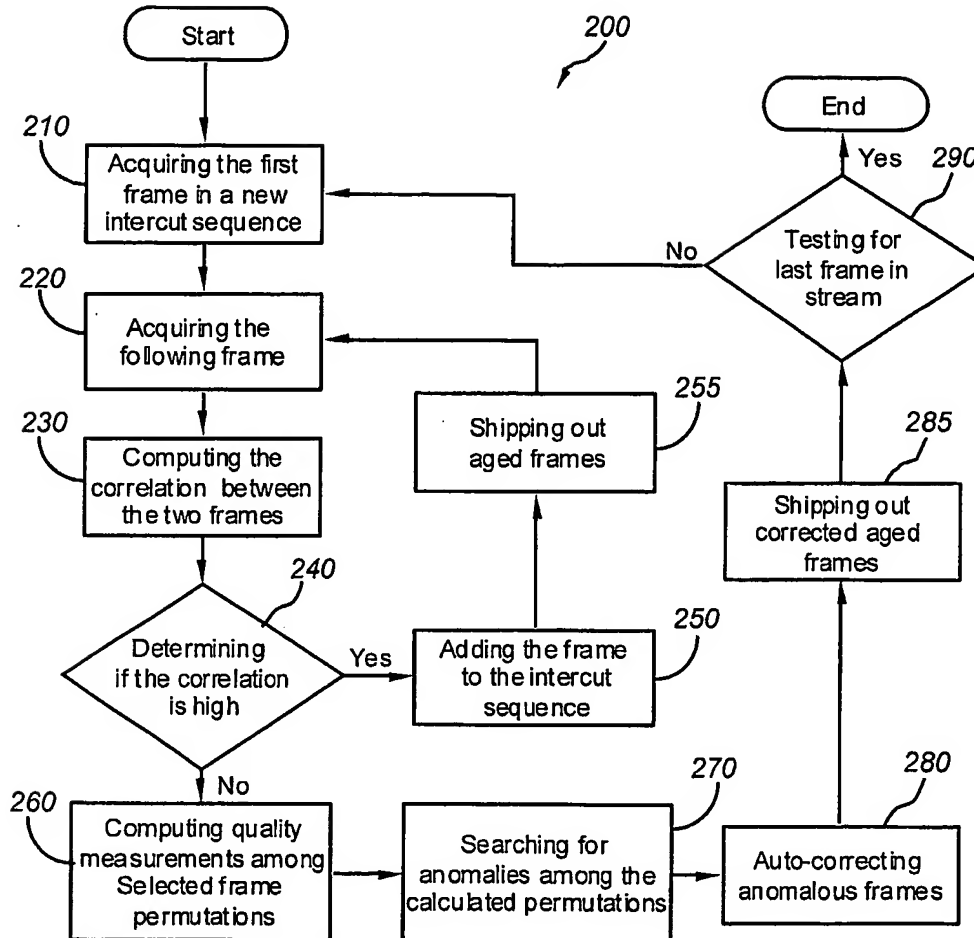 Start
200
End
210
Acquiring the first
frame in a new
intercut sequence
Yes
290
No
Testing for
last frame in
stream
220
Acquiring the
following frame
255
Shipping out
aged frames
230
Computing the
correlation between
the two frames
285
Shipping out
corrected aged
frames
240
Determining
if the correlation
is high
Yes
250
Adding the frame
to the intercut
sequence
No
260
Computing quality
measurements among
Selected frame
permutations
270
Searching for
anomalies among the
calculated permutations
280
Auto-correcting
anomalous frames